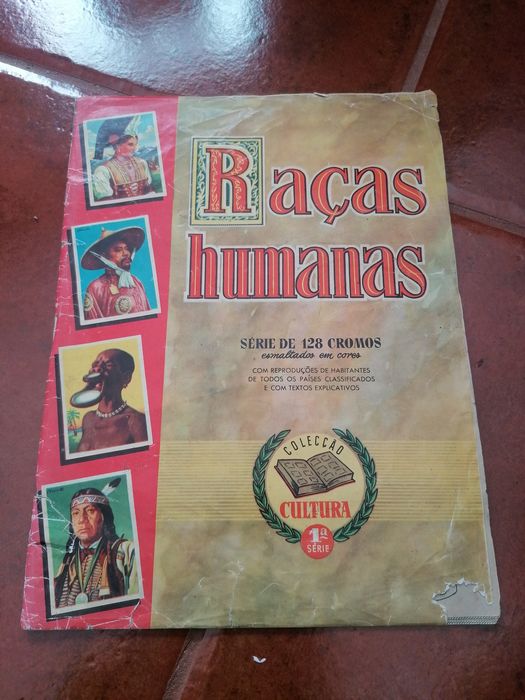 Raças
humanas
SÉRIE DE 128 CROMOS
esmaltados em cores
COM REPRODUÇÕES DE HABITANTES
DE TODOS OS PAÍSES CLASSIFICADOS
E COM TEXTOS EXPLICATIVOS
COLECÇÃO
CULTURA
1ª
SÉRIE